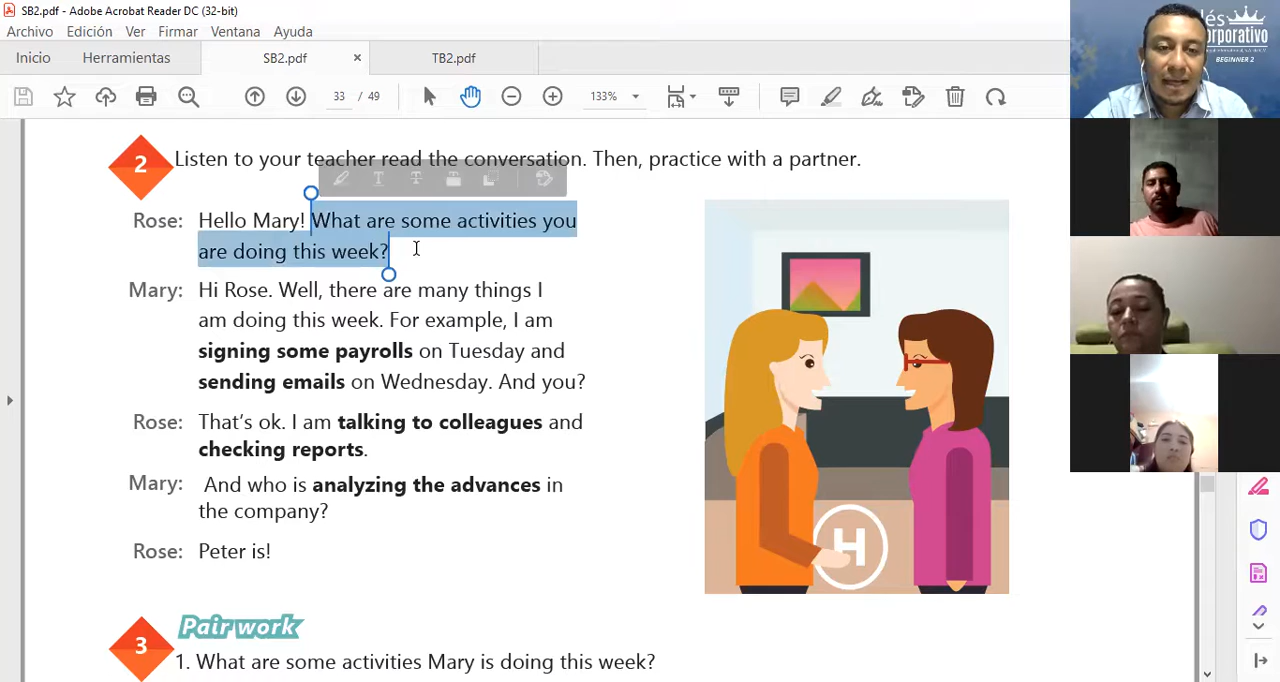 SB2.pdf - Adobe Acrobat Reader DC (32-bit)
Archivo Edición Ver Firmar Ventana Ayuda
Inicio Herramientas SB2.pdf × TB2.pdf
33 / 49 133%
2 Listen to your teacher read the conversation. Then, practice with a partner.
Rose: Hello Mary! What are some activities you
are doing this week?
Mary: Hi Rose. Well, there are many things I
am doing this week. For example, I am
signing some payrolls on Tuesday and
sending emails on Wednesday. And you?
Rose: That's ok. I am talking to colleagues and
checking reports.
Mary: And who is analyzing the advances in
the company?
Rose: Peter is!
H
3 Pair work
1. What are some activities Mary is doing this week?
BEGINNER 2